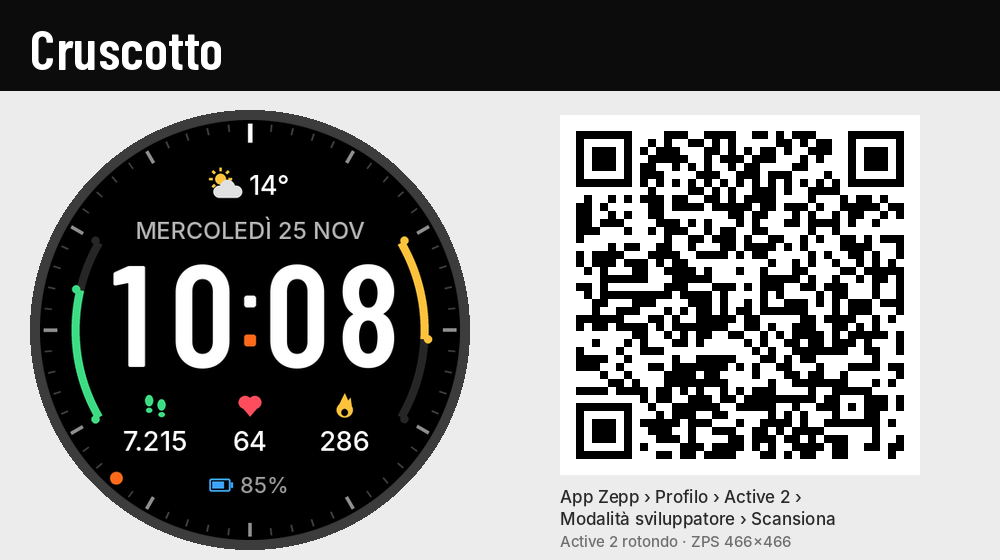 Cruscotto
14°
MERCOLEDÌ 25 NOV
10:08
7.215 64 286
85%
App Zepp › Profilo › Active 2 ›
Modalità sviluppatore › Scansiona
Active 2 rotondo · ZPS 466×466